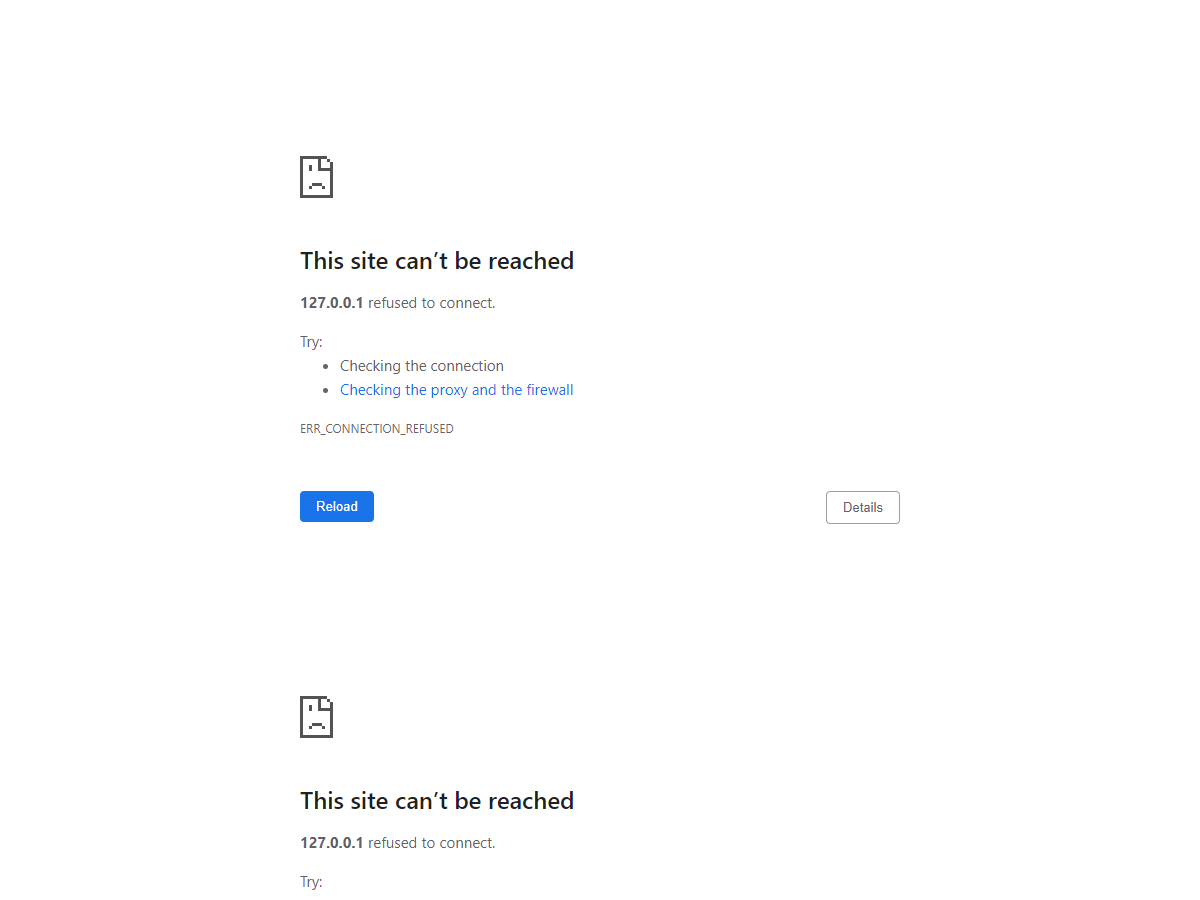 This site can’t be reached
127.0.0.1 refused to connect.
Try:
Checking the connection
Checking the proxy and the firewall
ERR_CONNECTION_REFUSED
Reload
Details
This site can’t be reached
127.0.0.1 refused to connect.
Try: